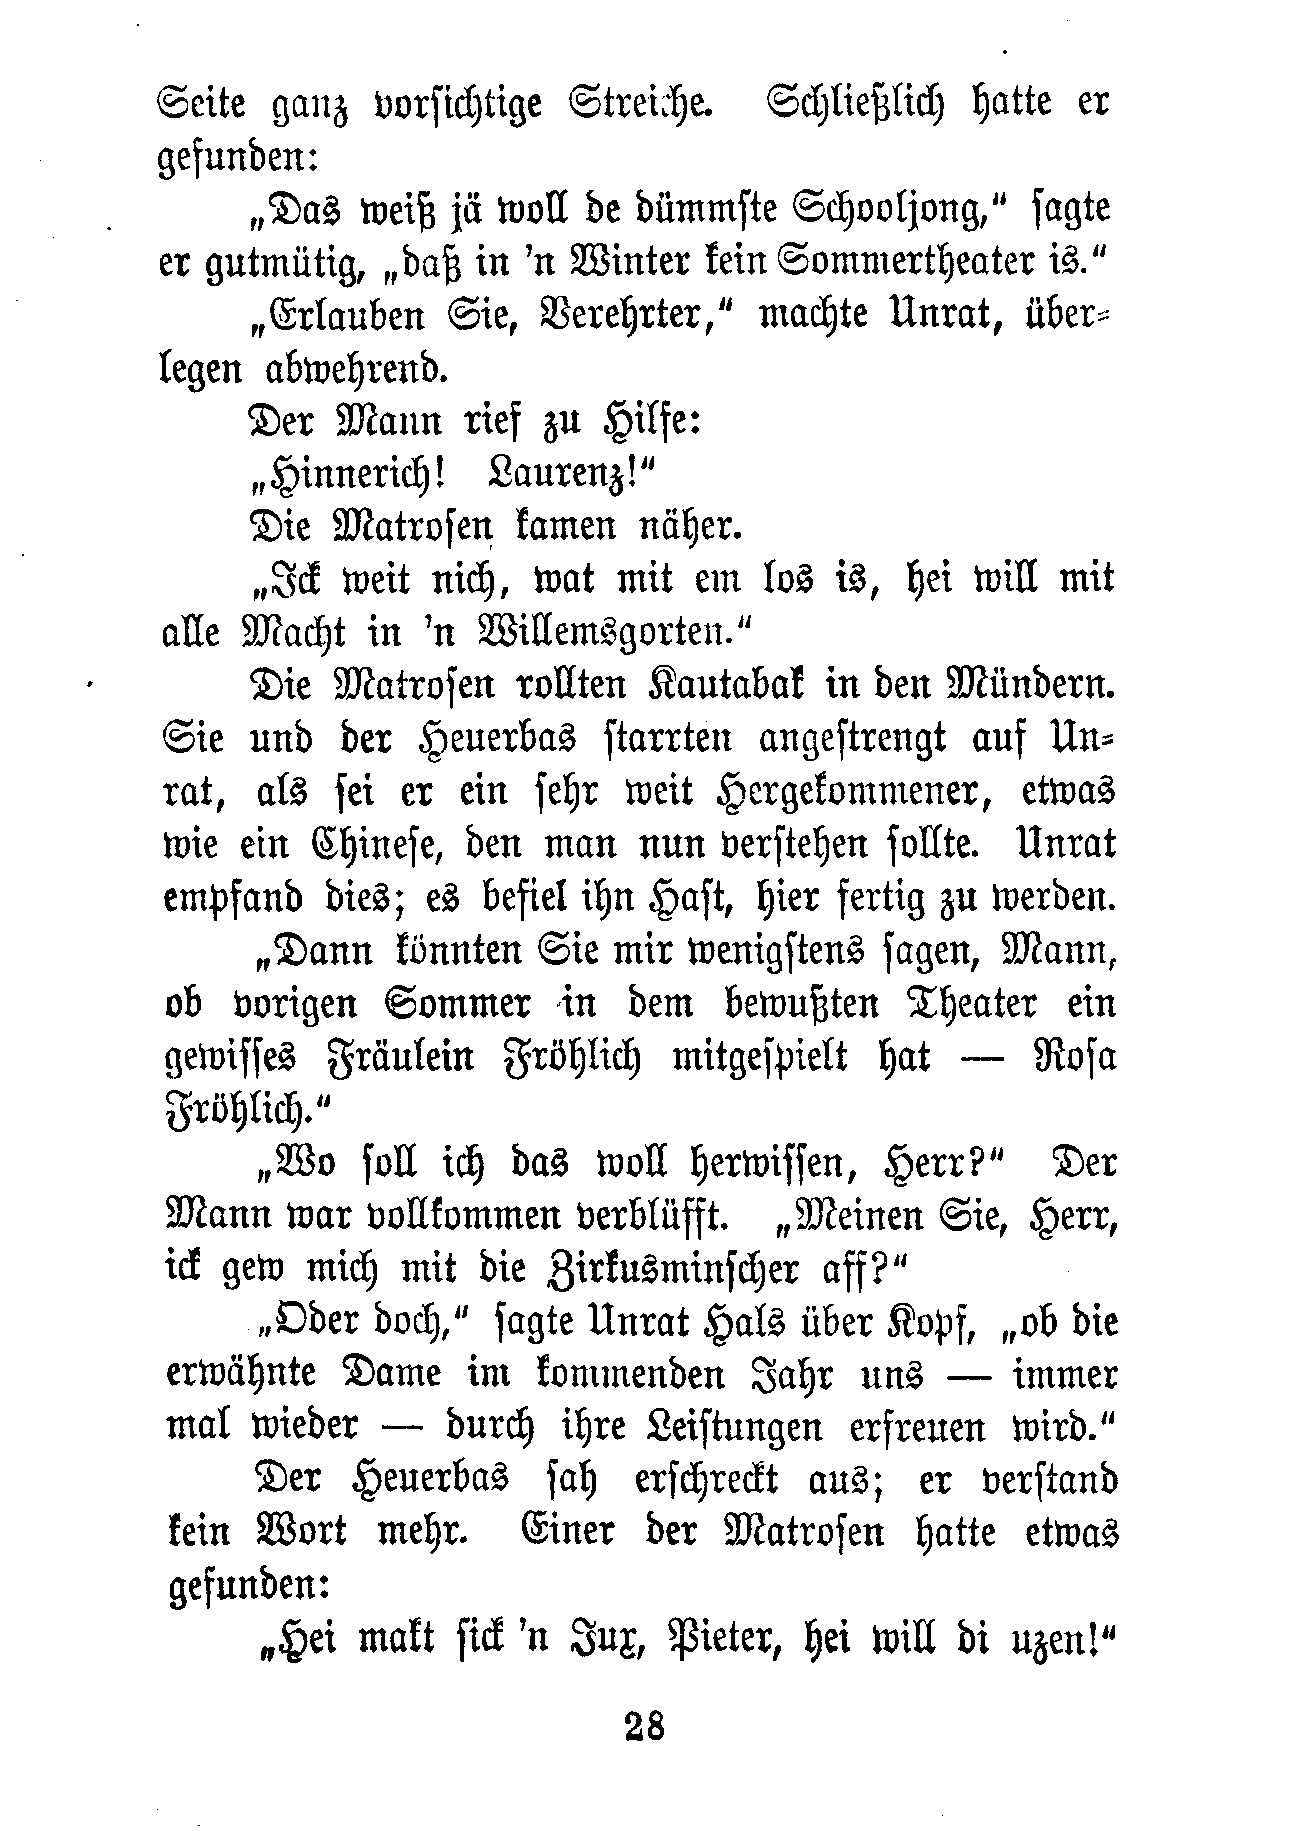 Seite ganz vorsichtige Streiche. Schließlich hatte er
gefunden:
„Das weiß jä woll de dümmste Schooljong,“ sagte
er gutmütig, „daß in ’n Winter kein Sommertheater is.“
„Erlauben Sie, Verehrter,“ machte Unrat, über-
legen abwehrend.
Der Mann rief zu Hilfe:
„Hinnerich! Laurenz!“
Die Matrosen kamen näher.
„Ick weit nich, wat mit em los is, hei will mit
alle Macht in ’n Willemsgorten.“
Die Matrosen rollten Kautabak in den Mündern.
Sie und der Heuerbas starrten angestrengt auf Un-
rat, als sei er ein sehr weit Hergekommener, etwas
wie ein Chinese, den man nun verstehen sollte. Unrat
empfand dies; es befiel ihn Hast, hier fertig zu werden.
„Dann könnten Sie mir wenigstens sagen, Mann,
ob vorigen Sommer in dem bewußten Theater ein
gewisses Fräulein Fröhlich mitgespielt hat — Rosa
Fröhlich.“
„Wo soll ich das woll herwissen, Herr?“ Der
Mann war vollkommen verblüfft. „Meinen Sie, Herr,
ick gew mich mit die Zirkusminscher aff?“
„Oder doch,“ sagte Unrat Hals über Kopf, „ob die
erwähnte Dame im kommenden Jahr uns — immer
mal wieder — durch ihre Leistungen erfreuen wird.“
Der Heuerbas sah erschreckt aus; er verstand
kein Wort mehr. Einer der Matrosen hatte etwas
gefunden:
„Hei makt sick ’n Jux, Pieter, hei will di uzen!“
28